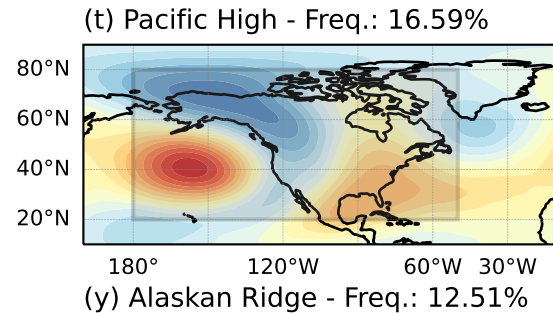 (t) Pacific High - Freq.: 16.59%
80°N
60°N
40°N
20°N
180° 120°W 60°W 30°W
(y) Alaskan Ridge - Freq.: 12.51%